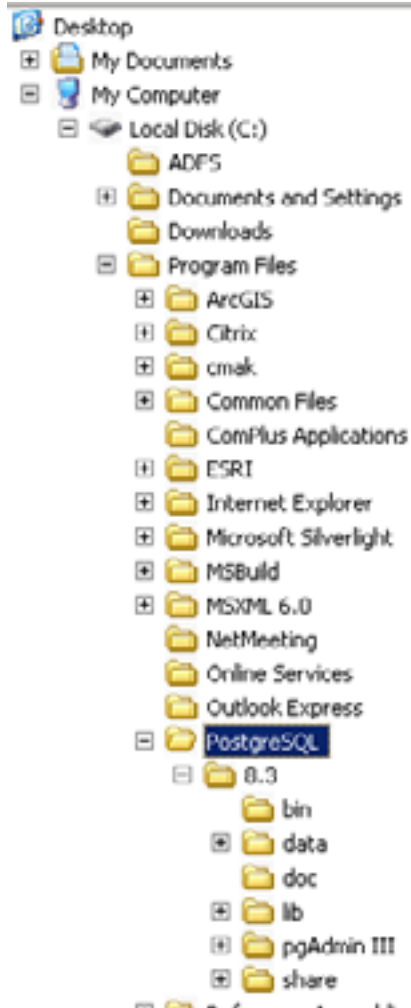 Desktop
My Documents
My Computer
Local Disk (C:)
ADFS
Documents and Settings
Downloads
Program Files
ArcGIS
Citrix
cmak
Common Files
ComPlus Applications
ESRI
Internet Explorer
Microsoft Silverlight
MSBuild
MSXML 6.0
NetMeeting
Online Services
Outlook Express
PostgreSQL
8.3
bin
data
doc
lib
pgAdmin III
share